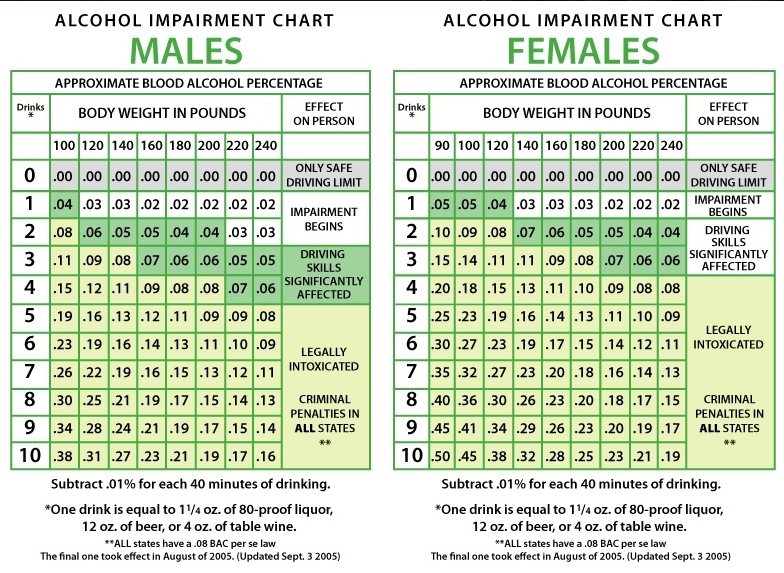 ALCOHOL IMPAIRMENT CHART
MALES
APPROXIMATE BLOOD ALCOHOL PERCENTAGE
Drinks * BODY WEIGHT IN POUNDS EFFECT ON PERSON
100 120 140 160 180 200 220 240
0 .00 .00 .00 .00 .00 .00 .00 .00 ONLY SAFE DRIVING LIMIT
1 .04 .03 .03 .02 .02 .02 .02 .02 IMPAIRMENT
2 .08 .06 .05 .05 .04 .04 .03 .03 BEGINS
3 .11 .09 .08 .07 .06 .06 .05 .05 DRIVING SKILLS
4 .15 .12 .11 .09 .08 .08 .07 .06 SIGNIFICANTLY AFFECTED
5 .19 .16 .13 .12 .11 .09 .09 .08
6 .23 .19 .16 .14 .13 .11 .10 .09 LEGALLY
7 .26 .22 .19 .16 .15 .13 .12 .11 INTOXICATED
8 .30 .25 .21 .19 .17 .15 .14 .13 CRIMINAL PENALTIES IN
9 .34 .28 .24 .21 .19 .17 .15 .14 ALL STATES **
10 .38 .31 .27 .23 .21 .19 .17 .16
Subtract .01% for each 40 minutes of drinking.
*One drink is equal to 1 1/4 oz. of 80-proof liquor,
12 oz. of beer, or 4 oz. of table wine.
**ALL states have a .08 BAC per se law
The final one took effect in August of 2005. (Updated Sept. 3 2005)
ALCOHOL IMPAIRMENT CHART
FEMALES
APPROXIMATE BLOOD ALCOHOL PERCENTAGE
Drinks * BODY WEIGHT IN POUNDS EFFECT ON PERSON
90 100 120 140 160 180 200 220 240
0 .00 .00 .00 .00 .00 .00 .00 .00 .00 ONLY SAFE DRIVING LIMIT
1 .05 .05 .04 .03 .03 .03 .02 .02 .02 IMPAIRMENT BEGINS
2 .10 .09 .08 .07 .06 .05 .05 .04 .04 DRIVING SKILLS
3 .15 .14 .11 .11 .09 .08 .07 .06 .06 SIGNIFICANTLY AFFECTED
4 .20 .18 .15 .13 .11 .10 .09 .08 .08
5 .25 .23 .19 .16 .14 .13 .11 .10 .09 LEGALLY
6 .30 .27 .23 .19 .17 .15 .14 .12 .11 INTOXICATED
7 .35 .32 .27 .23 .20 .18 .16 .14 .13
8 .40 .36 .30 .26 .23 .20 .18 .17 .15 CRIMINAL PENALTIES IN
9 .45 .41 .34 .29 .26 .23 .20 .19 .17 ALL STATES **
10 .50 .45 .38 .32 .28 .25 .23 .21 .19
Subtract .01% for each 40 minutes of drinking.
*One drink is equal to 1 1/4 oz. of 80-proof liquor,
12 oz. of beer, or 4 oz. of table wine.
**ALL states have a .08 BAC per se law
The final one took effect in August of 2005. (Updated Sept. 3 2005)